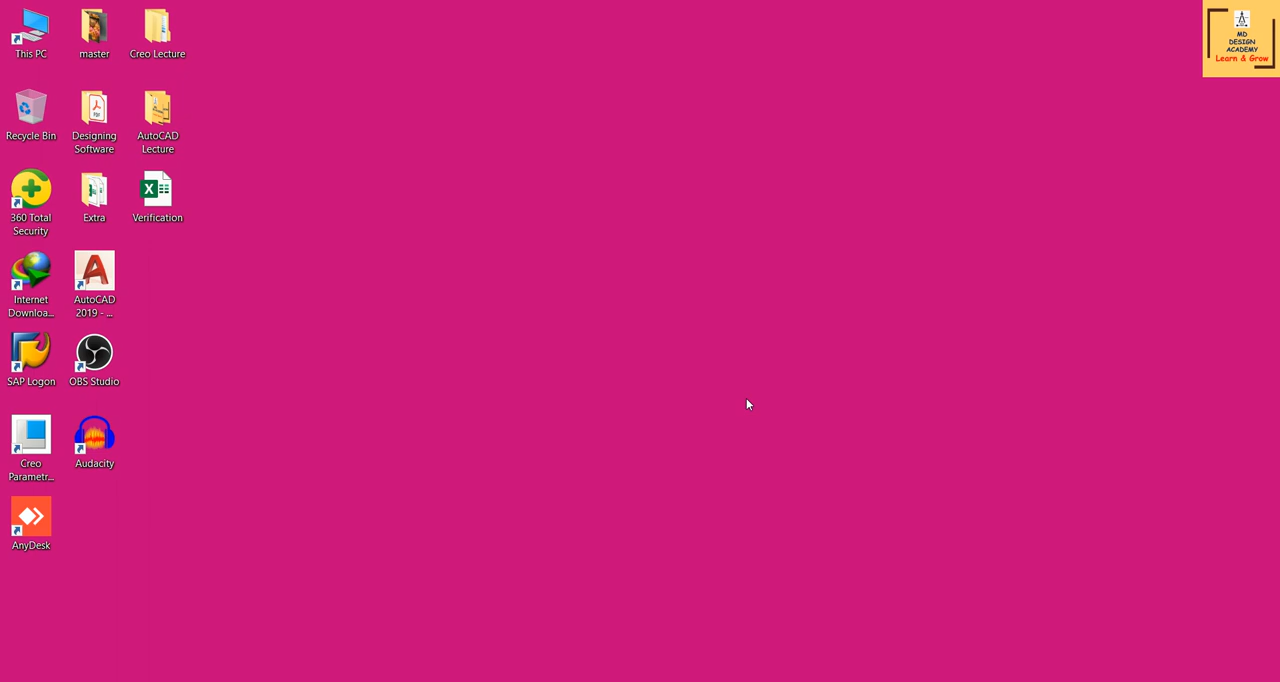 This PC
master
Creo Lecture
Recycle Bin
Designing
Software
AutoCAD
Lecture
360 Total
Security
Extra
Verification
Internet
Downloa...
AutoCAD
2019 - ...
SAP Logon
OBS Studio
Creo
Parametr...
Audacity
AnyDesk
MD
DESIGN
ACADEMY
Learn & Grow